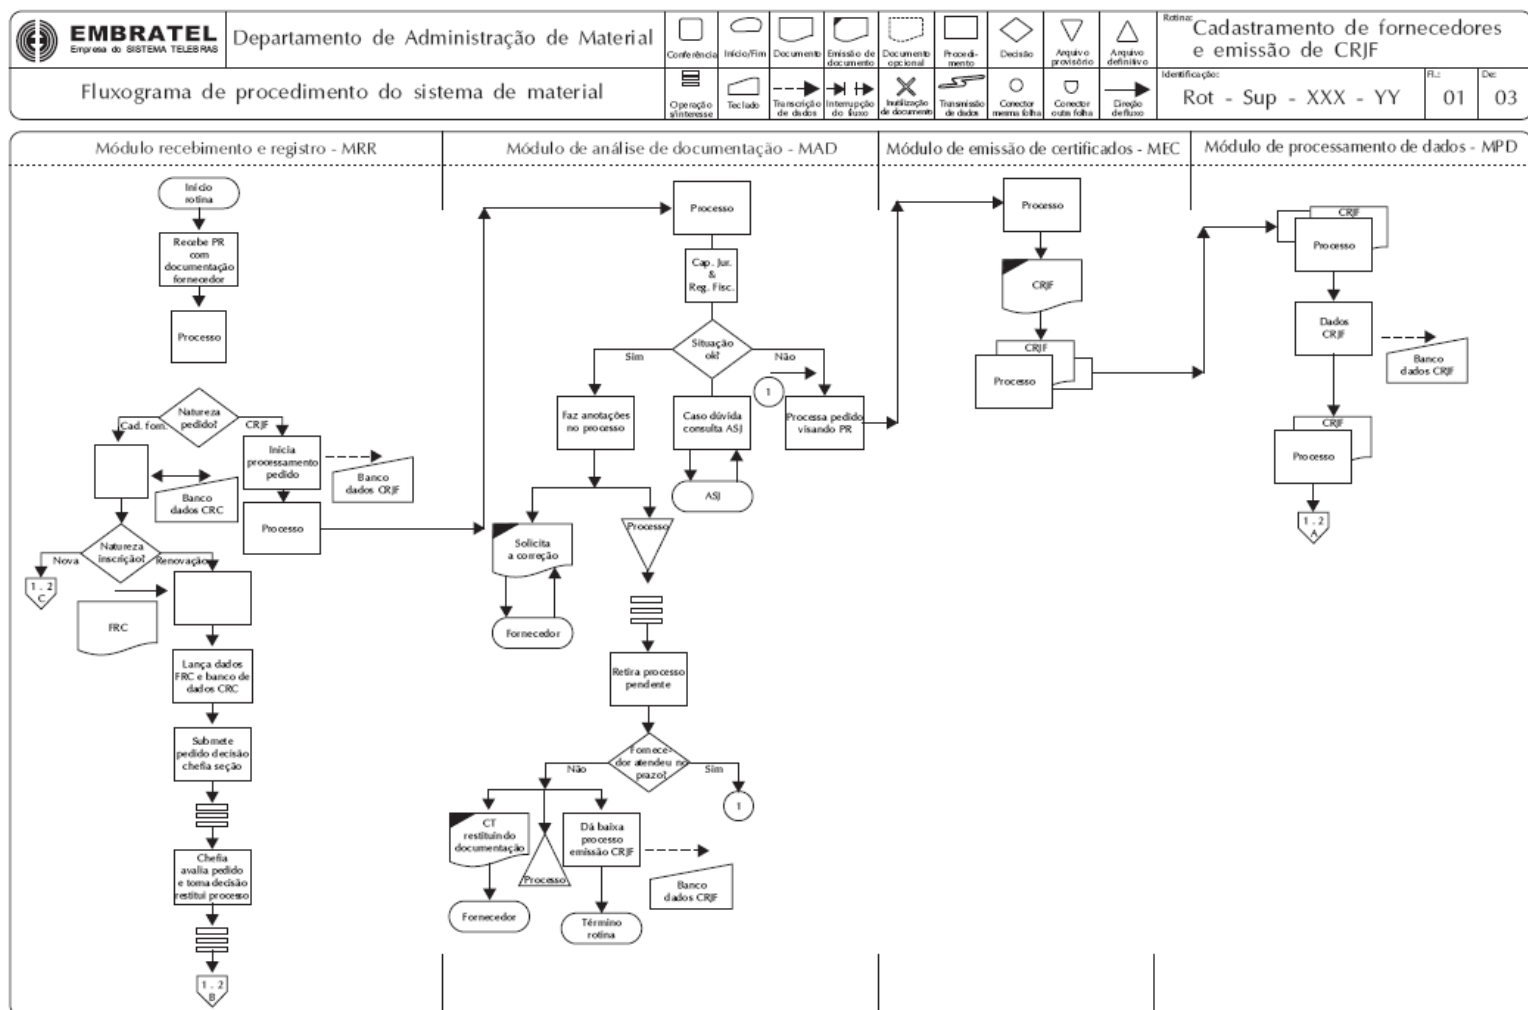 EMBRATEL
Empresa do SISTEMA TELEBRAS
Departamento de Administração de Material
Fluxograma de procedimento do sistema de material
Conferência
Início/Fim
Documento
Emissão de
documento
Documento
opcional
Procedi-
mento
Decisão
Arquivo
provisório
Arquivo
definitivo
Operação
s/interesse
Teclado
Transcrição
de dados
Interrupção
do fluxo
Inutilização
de documento
Transmissão
de dados
Conector
mesma folha
Conector
outra folha
Direção
de fluxo
Rotina:
Cadastramento de fornecedores
e emissão de CRJF
Identificação:
Rot - Sup - XXX - YY
Fl.:
01
De:
03
Módulo recebimento e registro - MRR
Módulo de análise de documentação - MAD
Módulo de emissão de certificados - MEC
Módulo de processamento de dados - MPD
Início
rotina
Recebe PR
com
documentação
fornecedor
Processo
Natureza
pedido?
Cad. forn.
CRJF
Inicia
processamento
pedido
Banco
dados CRJF
Banco
dados CRC
Processo
Natureza
inscrição?
Nova
Renovação
1 . 2
C
FRC
Lança dados
FRC e banco de
dados CRC
Submete
pedido decisão
chefia seção
Chefia
avalia pedido
e toma decisão
restitui processo
1 . 2
B
Processo
Cap. Jur.
&
Reg. Fisc.
Situação
ok?
Sim
Não
1
Faz anotações
no processo
Caso dúvida
consulta ASJ
Processa pedido
visando PR
ASJ
Solicita
a correção
Processo
Fornecedor
Retira processo
pendente
Fornece-
dor atendeu no
prazo?
Não
Sim
1
CT
restituindo
documentação
Processo
Dá baixa
processo
emissão CRJF
Banco
dados CRJF
Fornecedor
Término
rotina
Processo
CRJF
CRJF
Processo
CRJF
Processo
Dados
CRJF
Banco
dados CRJF
CRJF
Processo
1 . 2
A